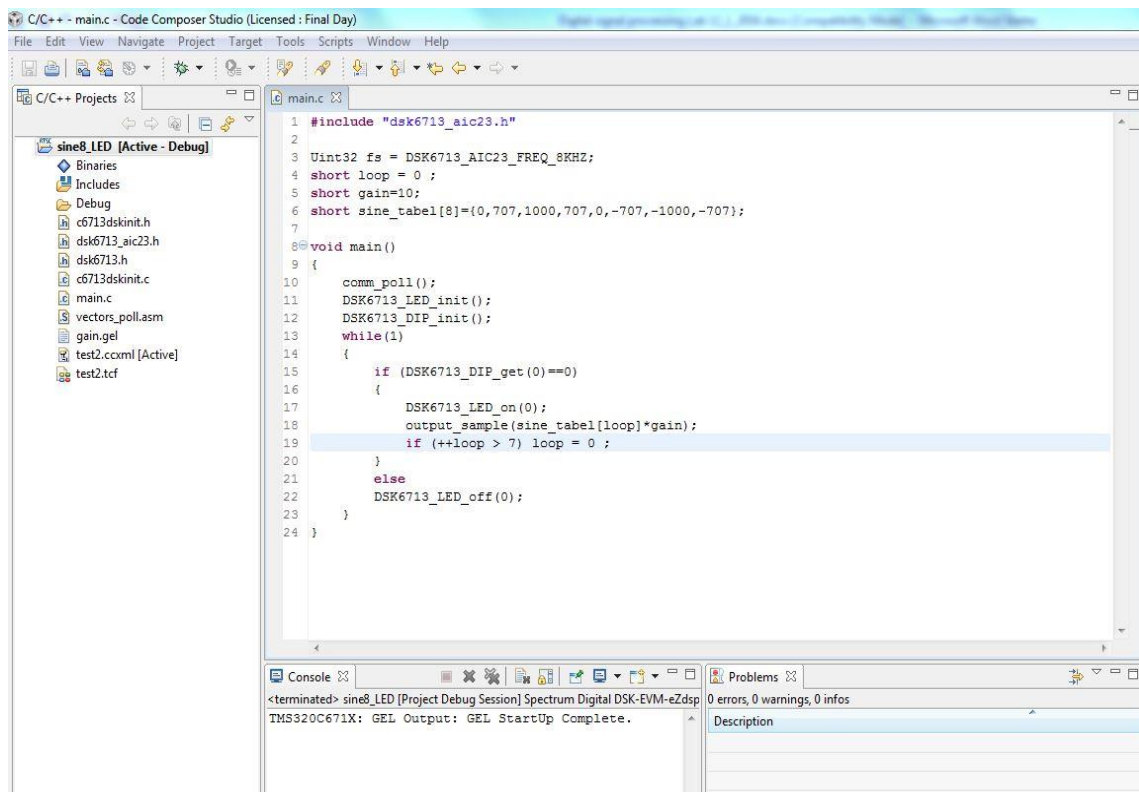 C/C++ - main.c - Code Composer Studio (Licensed : Final Day)
File Edit View Navigate Project Target Tools Scripts Window Help
C/C++ Projects
sine8_LED [Active - Debug]
Binaries
Includes
Debug
c6713dskinit.h
dsk6713_aic23.h
dsk6713.h
c6713dskinit.c
main.c
vectors_poll.asm
gain.gel
test2.ccxml [Active]
test2.tcf
main.c
1 #include "dsk6713_aic23.h"
2
3 Uint32 fs = DSK6713_AIC23_FREQ_8KHZ;
4 short loop = 0 ;
5 short gain=10;
6 short sine_tabel[8]={0,707,1000,707,0,-707,-1000,-707};
7
8 void main()
9 {
10 comm_poll();
11 DSK6713_LED_init();
12 DSK6713_DIP_init();
13 while(1)
14 {
15 if (DSK6713_DIP_get(0)==0)
16 {
17 DSK6713_LED_on(0);
18 output_sample(sine_tabel[loop]*gain);
19 if (++loop > 7) loop = 0 ;
20 }
21 else
22 DSK6713_LED_off(0);
23 }
24 }
Console
<terminated> sine8_LED [Project Debug Session] Spectrum Digital DSK-EVM-eZdsp
TMS320C671X: GEL Output: GEL StartUp Complete.
Problems
0 errors, 0 warnings, 0 infos
Description